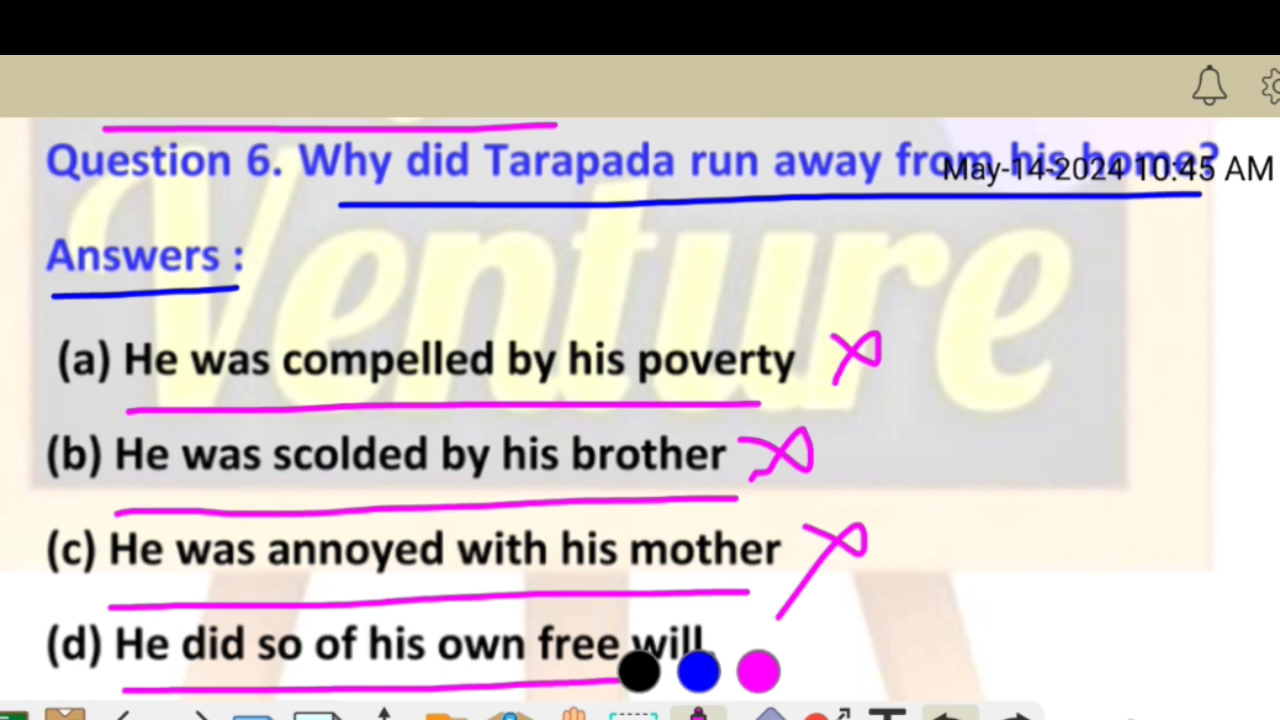 Question 6. Why did Tarapada run away from his home?
May-14-2024 10:45 AM
Answers :
Venture
(a) He was compelled by his poverty
(b) He was scolded by his brother
(c) He was annoyed with his mother
(d) He did so of his own free will.